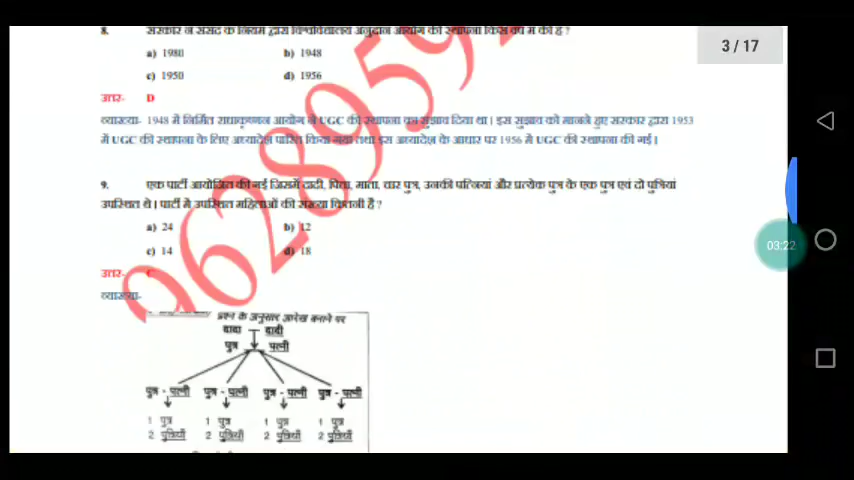 8. सरकार ने संसद के नियम द्वारा विश्वविद्यालय अनुदान आयोग की स्थापना किस वर्ष में की है ?
3 / 17
a) 1980 b) 1948
c) 1950 d) 1956
उत्तर- D
व्याख्या- 1948 में निर्मित राधाकृष्णन आयोग ने UGC की स्थापना का सुझाव दिया था। इस सुझाव को मानते हुए सरकार द्वारा 1953
में UGC की स्थापना के लिए अध्यादेश पारित किया गया तथा इस अध्यादेश के आधार पर 1956 में UGC की स्थापना की गई।
9. एक पार्टी आयोजित की गई जिसमें दादी, पिता, माता, चार पुत्र, उनकी पत्नियां और प्रत्येक पुत्र के एक पुत्र एवं दो पुत्रियां
उपस्थित थे। पार्टी में उपस्थित महिलाओं की संख्या कितनी है ?
a) 24 b) 12
c) 14 d) 18
उत्तर- C
व्याख्या-
प्रश्न के अनुसार आरेख बनाने पर
दादा दादी
पुत्र पत्नी
पुत्र - पत्नी पुत्र - पत्नी पुत्र - पत्नी पुत्र - पत्नी
1 पुत्र 1 पुत्र 1 पुत्र 1 पुत्र
2 पुत्रियाँ 2 पुत्रियाँ 2 पुत्रियाँ 2 पुत्रियाँ
9628959
03:22